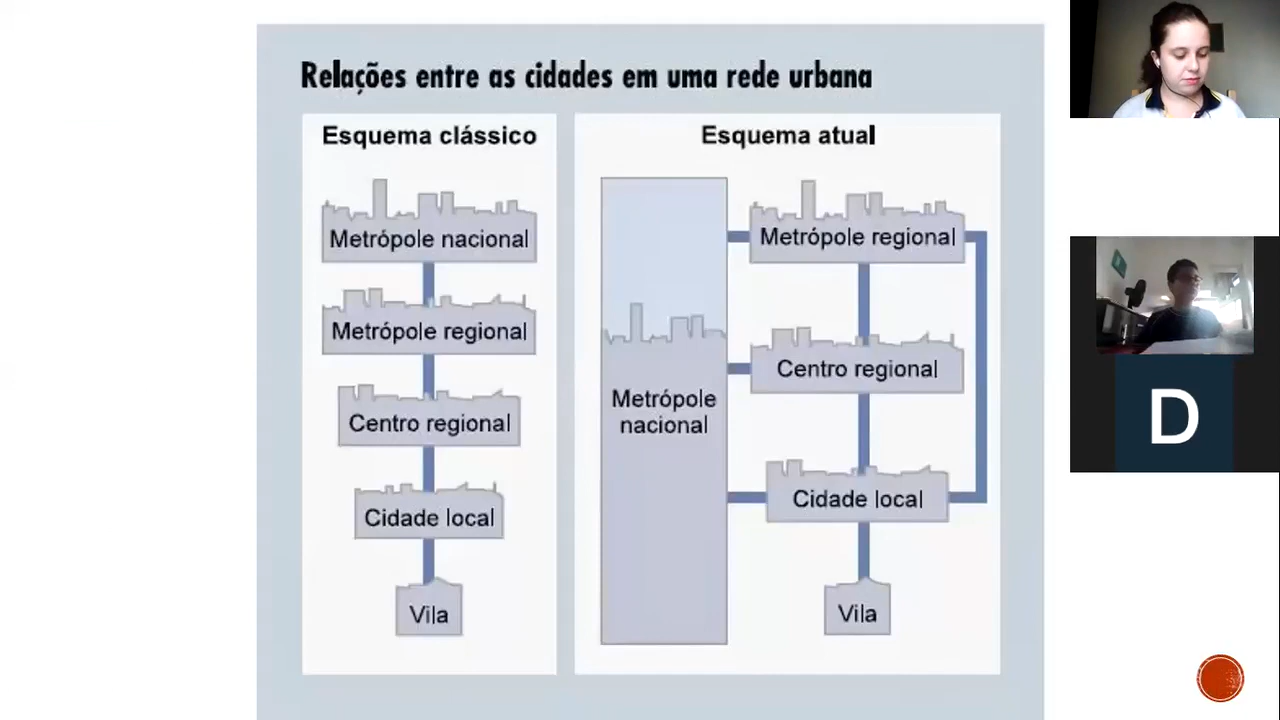 Relações entre as cidades em uma rede urbana
Esquema clássico
Metrópole nacional
Metrópole regional
Centro regional
Cidade local
Vila
Esquema atual
Metrópole
nacional
Metrópole regional
Centro regional
Cidade local
Vila
D